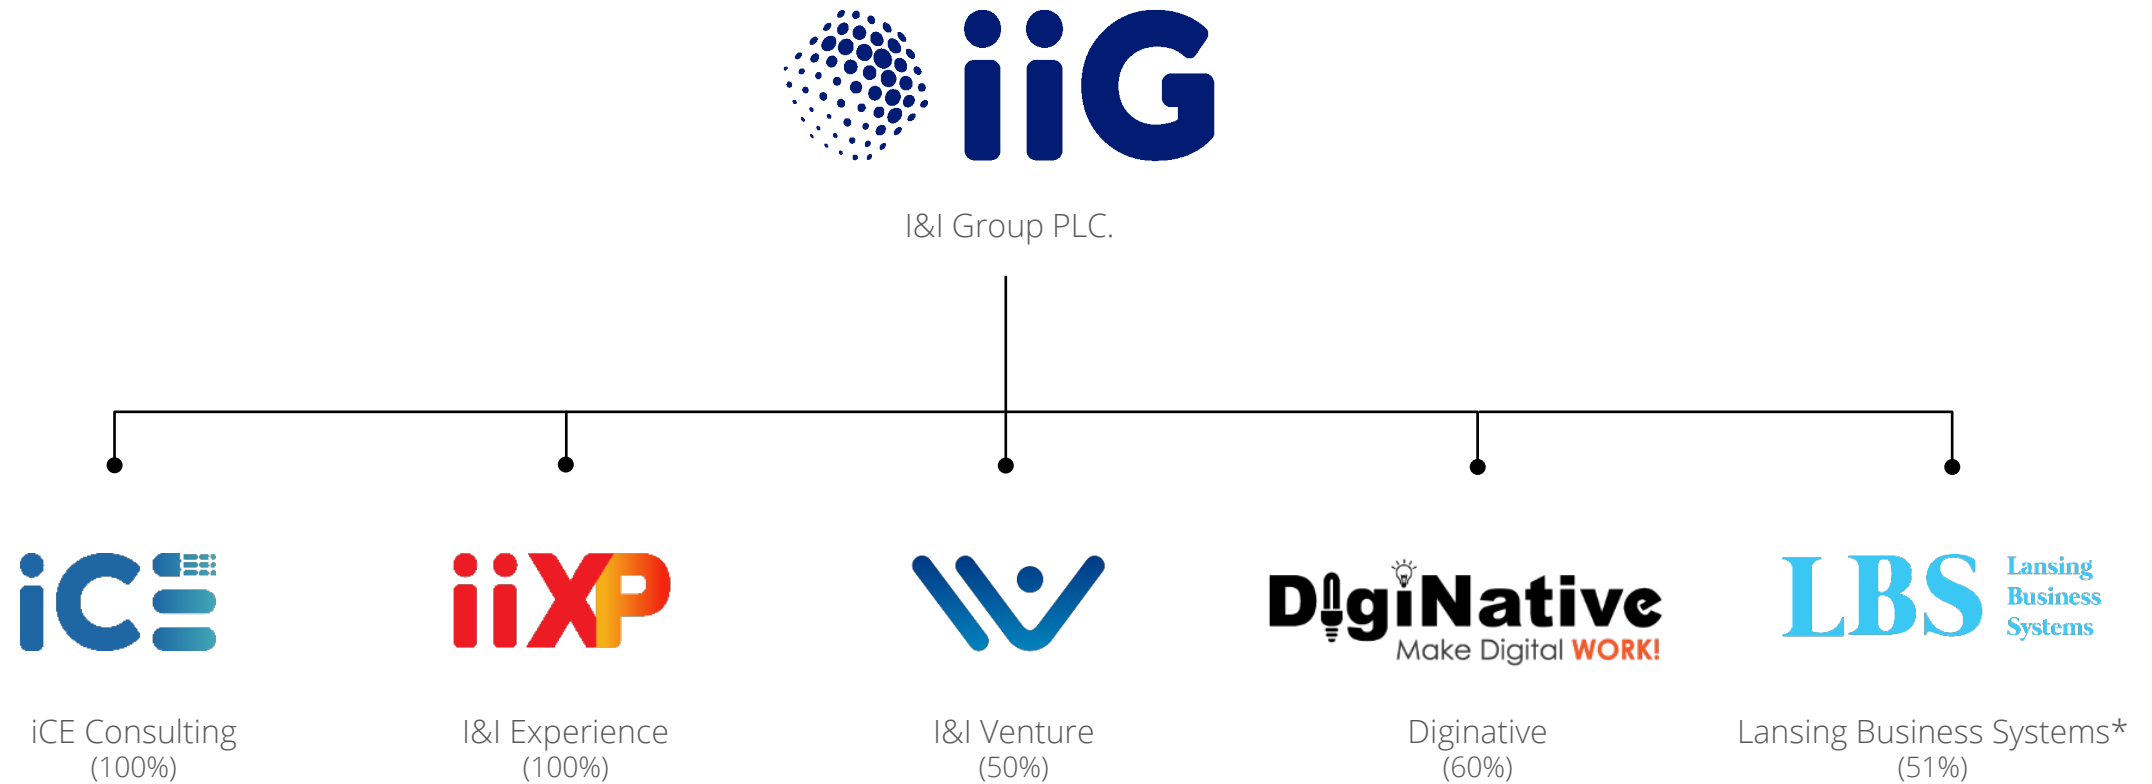 iiG
I&I Group PLC.
iCE
iiXP
DigiNative
Make Digital WORK!
LBS
Lansing
Business
Systems
iCE Consulting
(100%)
I&I Experience
(100%)
I&I Venture
(50%)
Diginative
(60%)
Lansing Business Systems*
(51%)